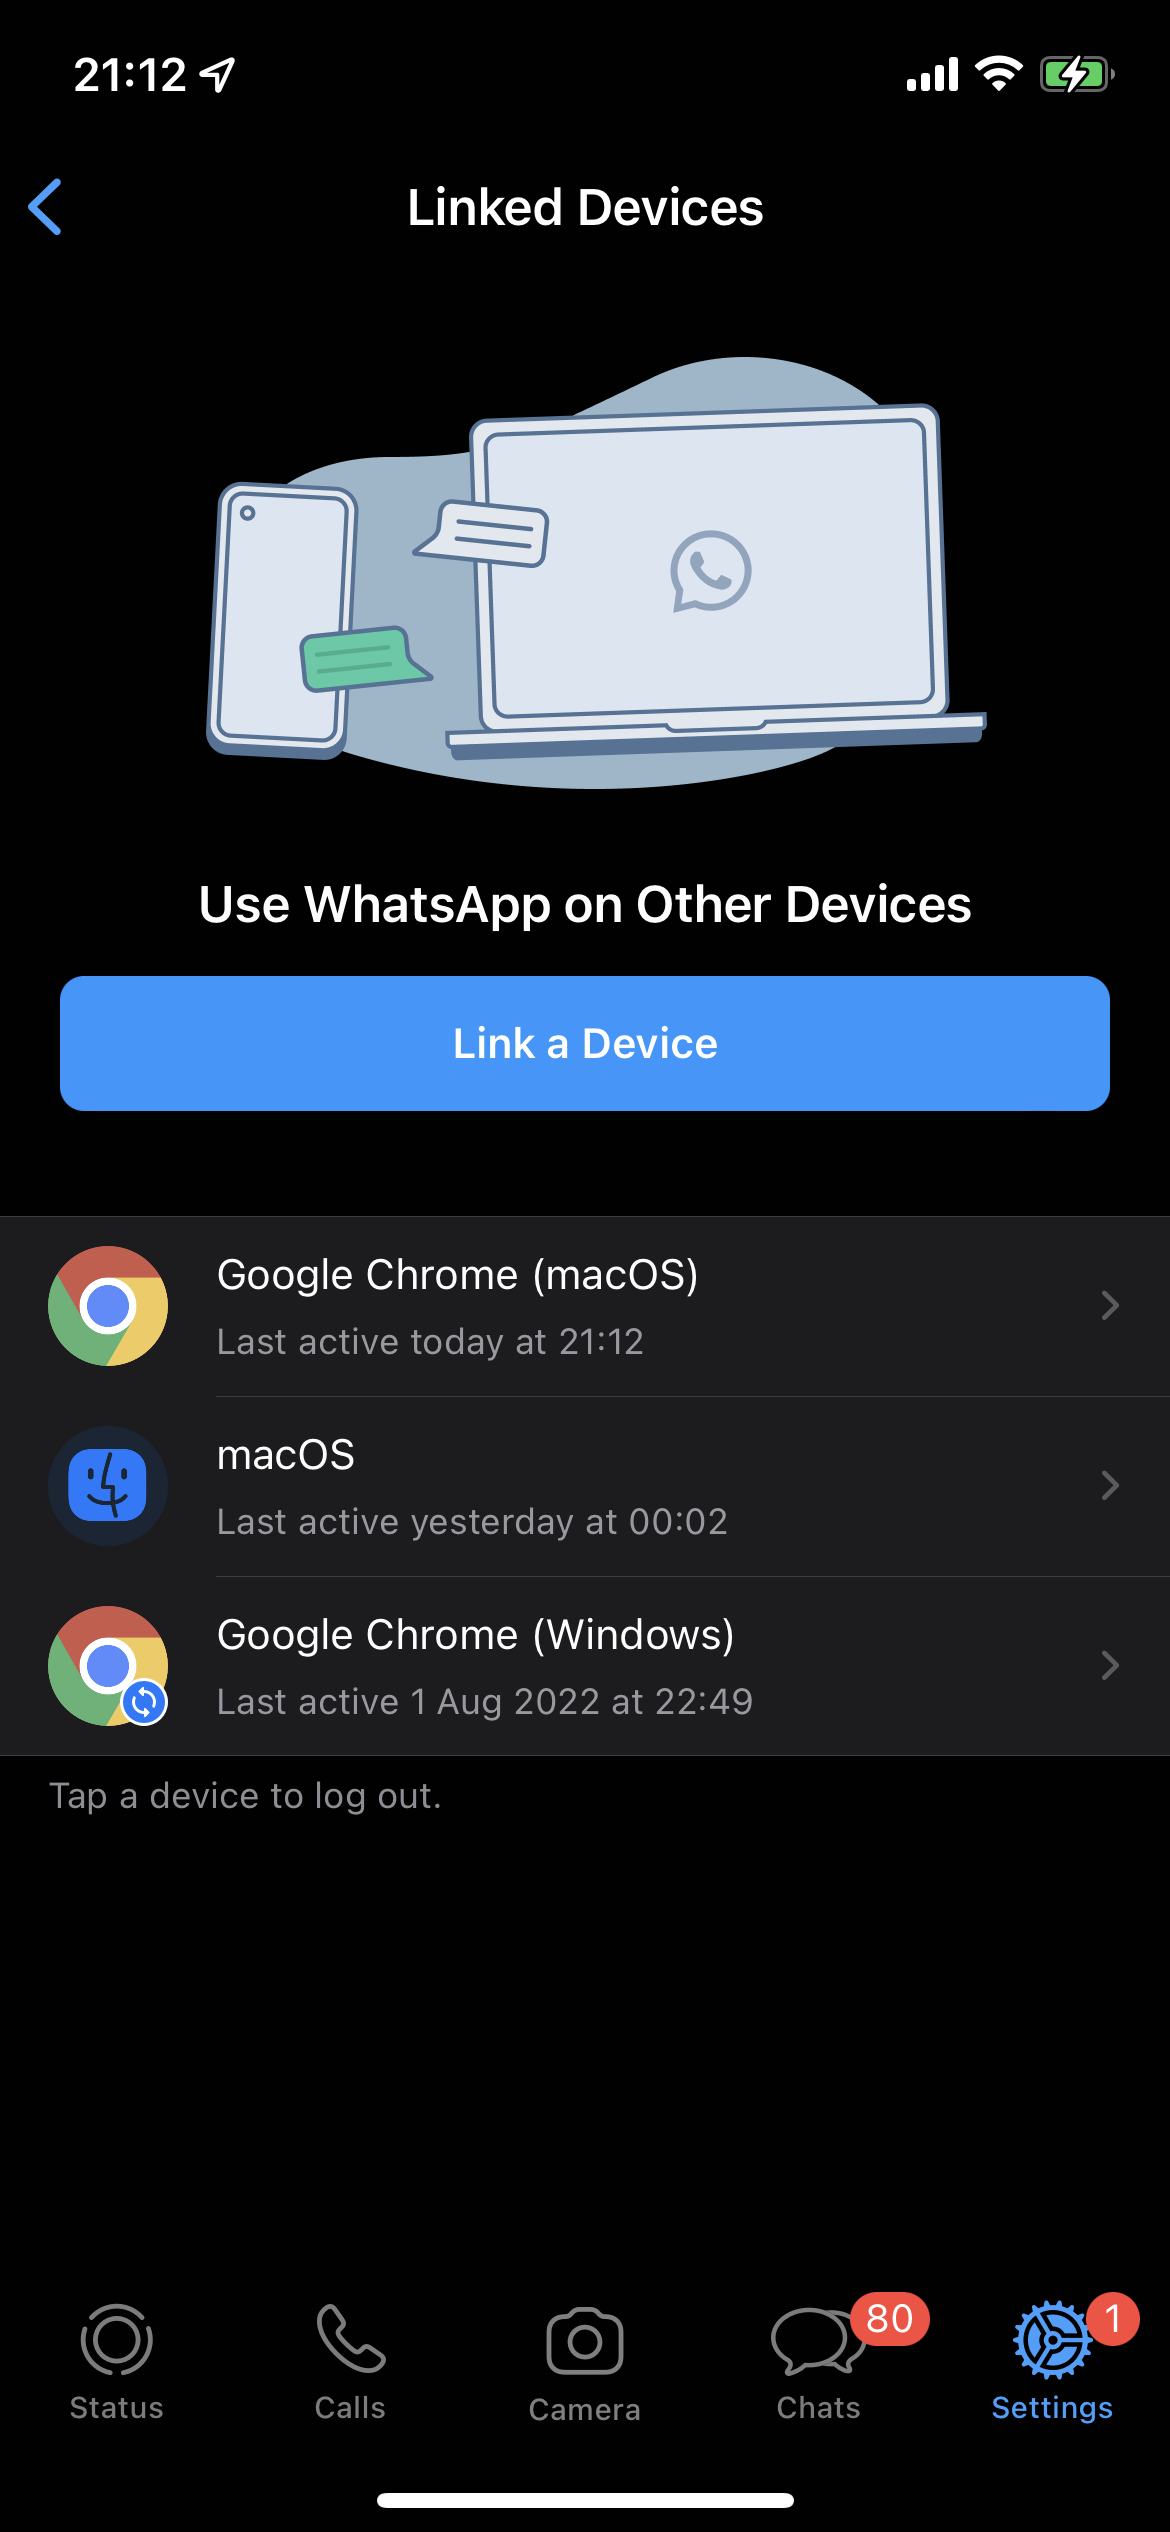 21:12
Linked Devices
Use WhatsApp on Other Devices
Link a Device
Google Chrome (macOS)
Last active today at 21:12
macOS
Last active yesterday at 00:02
Google Chrome (Windows)
Last active 1 Aug 2022 at 22:49
Tap a device to log out.
80
1
Status
Calls
Camera
Chats
Settings